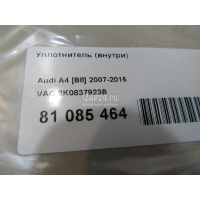 Уплотнитель (внутри)
Audi A4 [B8] 2007-2015
VAG 8K0837923B
81 085 464